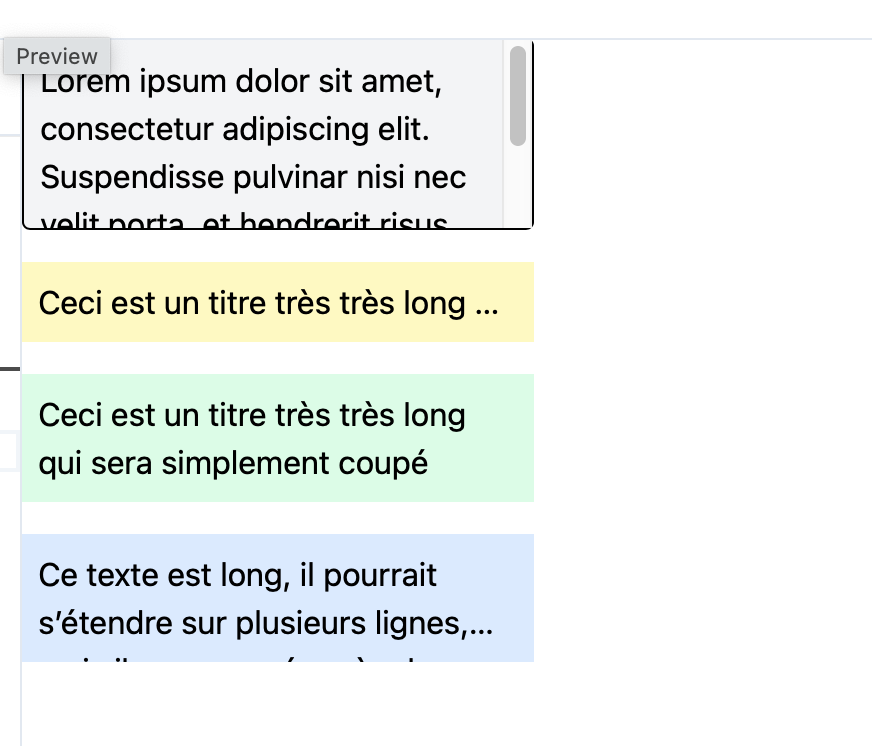 Preview
Lorem ipsum dolor sit amet,
consectetur adipiscing elit.
Suspendisse pulvinar nisi nec
velit porta, et hendrerit risus
Ceci est un titre très très long ...
Ceci est un titre très très long
qui sera simplement coupé
Ce texte est long, il pourrait
s’étendre sur plusieurs lignes,...